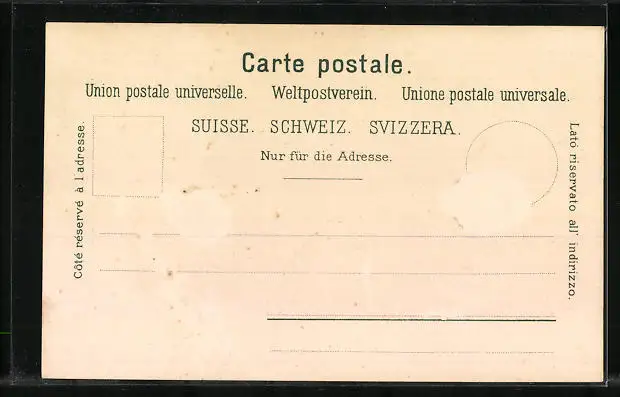 Carte postale.
Union postale universelle. Weltpostverein. Unione postale universale.
SUISSE. SCHWEIZ. SVIZZERA.
Nur für die Adresse.
Côté réservé à l adresse.
Lato riservato all' indirizzo.